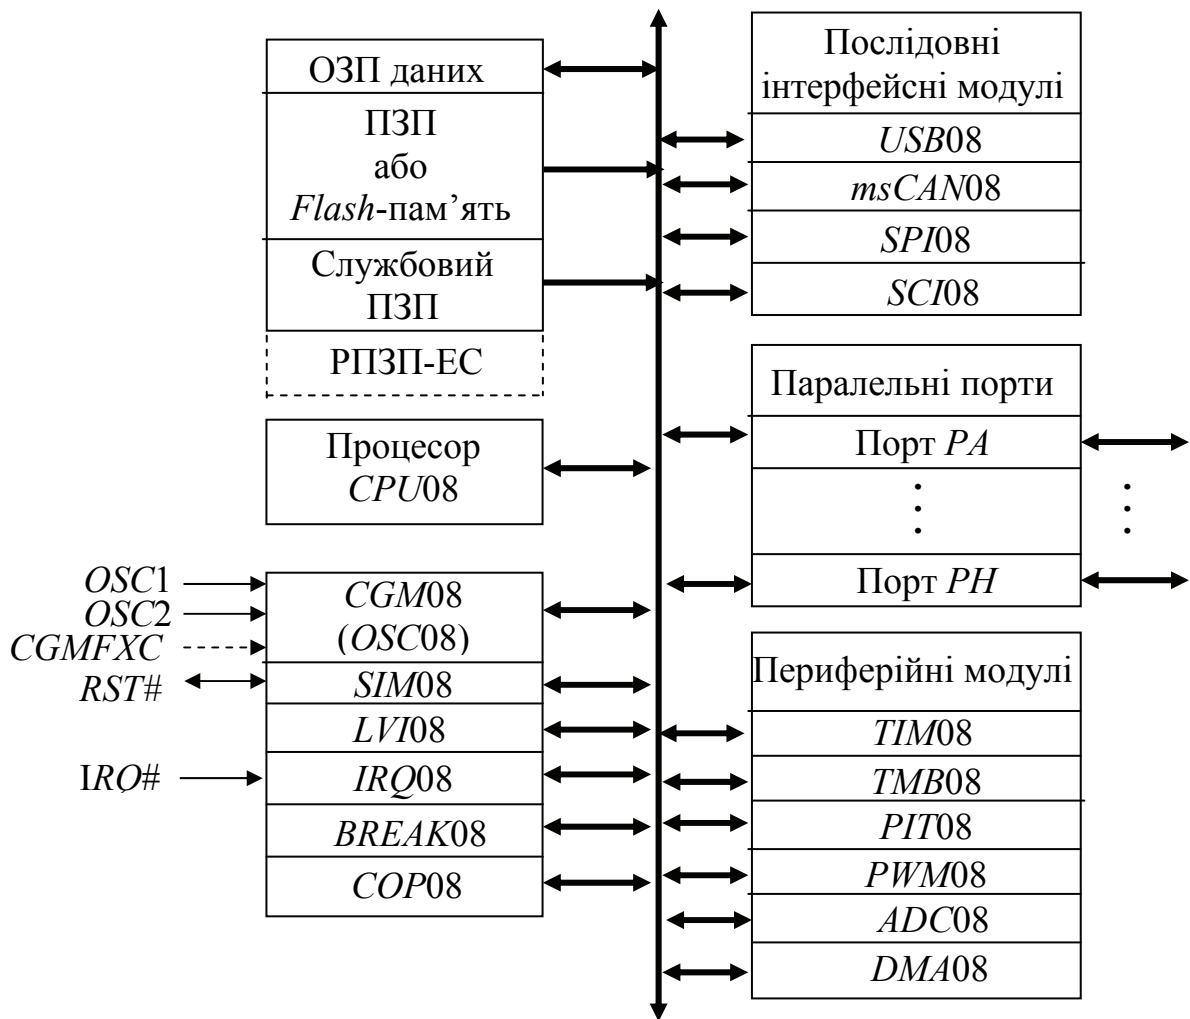 ОЗП даних
ПЗП
або
Flash-пам’ять
Службовий
ПЗП
РПЗП-ЕС
Процесор
CPU08
OSC1
OSC2
CGMFXC
RST#
IRQ#
CGM08
(OSC08)
SIM08
LVI08
IRQ08
BREAK08
COP08
Послідовні
інтерфейсні модулі
USB08
msCAN08
SPI08
SCI08
Паралельні порти
Порт PA
Порт PH
Периферійні модулі
TIM08
TMB08
PIT08
PWM08
ADC08
DMA08